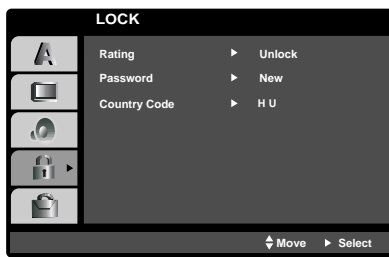 LOCK
A
Rating Unlock
Password New
Country Code H U
Move Select